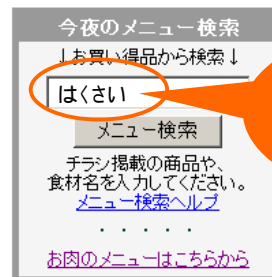 今夜のメニュー検索
↓お買い得品から検索↓
はくさい
メニュー検索
チラシ掲載の商品や、
食材名を入力してください。
メニュー検索ヘルプ
・・・・・
お肉のメニューはこちらから